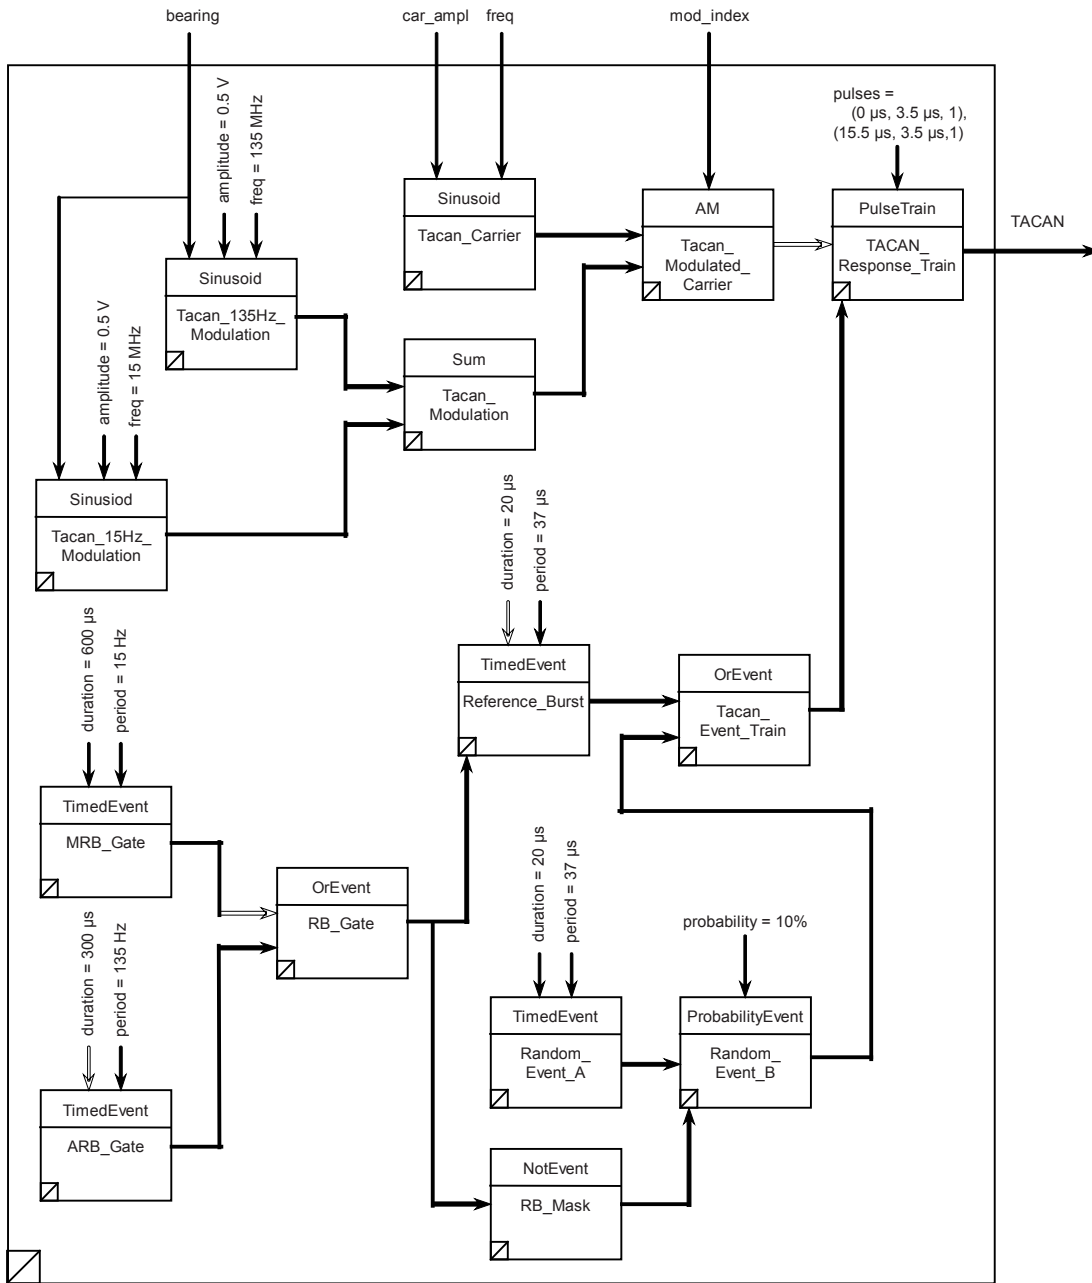 bearing
car_ampl
freq
mod_index
amplitude = 0.5 V
freq = 135 MHz
pulses =
(0 µs, 3.5 µs, 1),
(15.5 µs, 3.5 µs,1)
Sinusoid
Tacan_Carrier
AM
Tacan_
Modulated_
Carrier
PulseTrain
TACAN_
Response_Train
TACAN
Sinusoid
Tacan_135Hz_
Modulation
amplitude = 0.5 V
freq = 15 MHz
Sum
Tacan_
Modulation
Sinusiod
Tacan_15Hz_
Modulation
duration = 20 µs
period = 37 µs
duration = 600 µs
period = 15 Hz
TimedEvent
Reference_Burst
OrEvent
Tacan_
Event_Train
TimedEvent
MRB_Gate
OrEvent
RB_Gate
duration = 20 µs
period = 37 µs
probability = 10%
duration = 300 µs
period = 135 Hz
TimedEvent
Random_
Event_A
ProbabilityEvent
Random_
Event_B
TimedEvent
ARB_Gate
NotEvent
RB_Mask